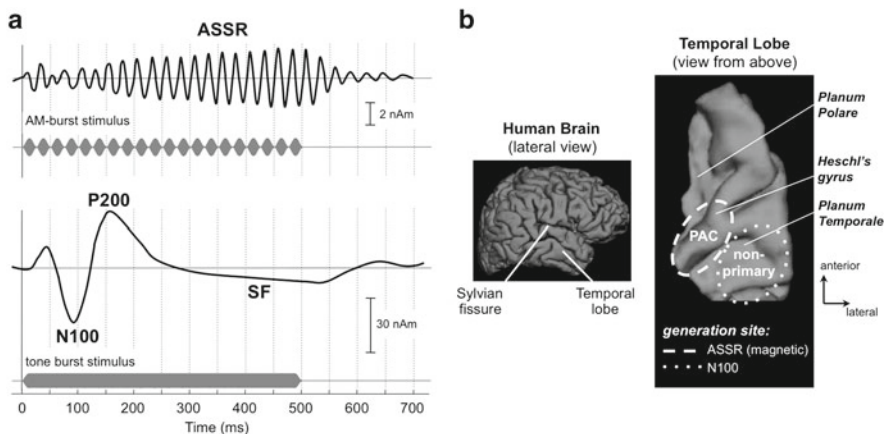 a
ASSR
2 nAm
AM-burst stimulus
P200
N100
SF
30 nAm
tone burst stimulus
0 100 200 300 400 500 600 700
Time (ms)
b
Human Brain
(lateral view)
Sylvian
fissure
Temporal
lobe
Temporal Lobe
(view from above)
Planum
Polare
Heschl's
gyrus
Planum
Temporale
PAC
non-
primary
anterior
lateral
generation site:
ASSR (magnetic)
N100